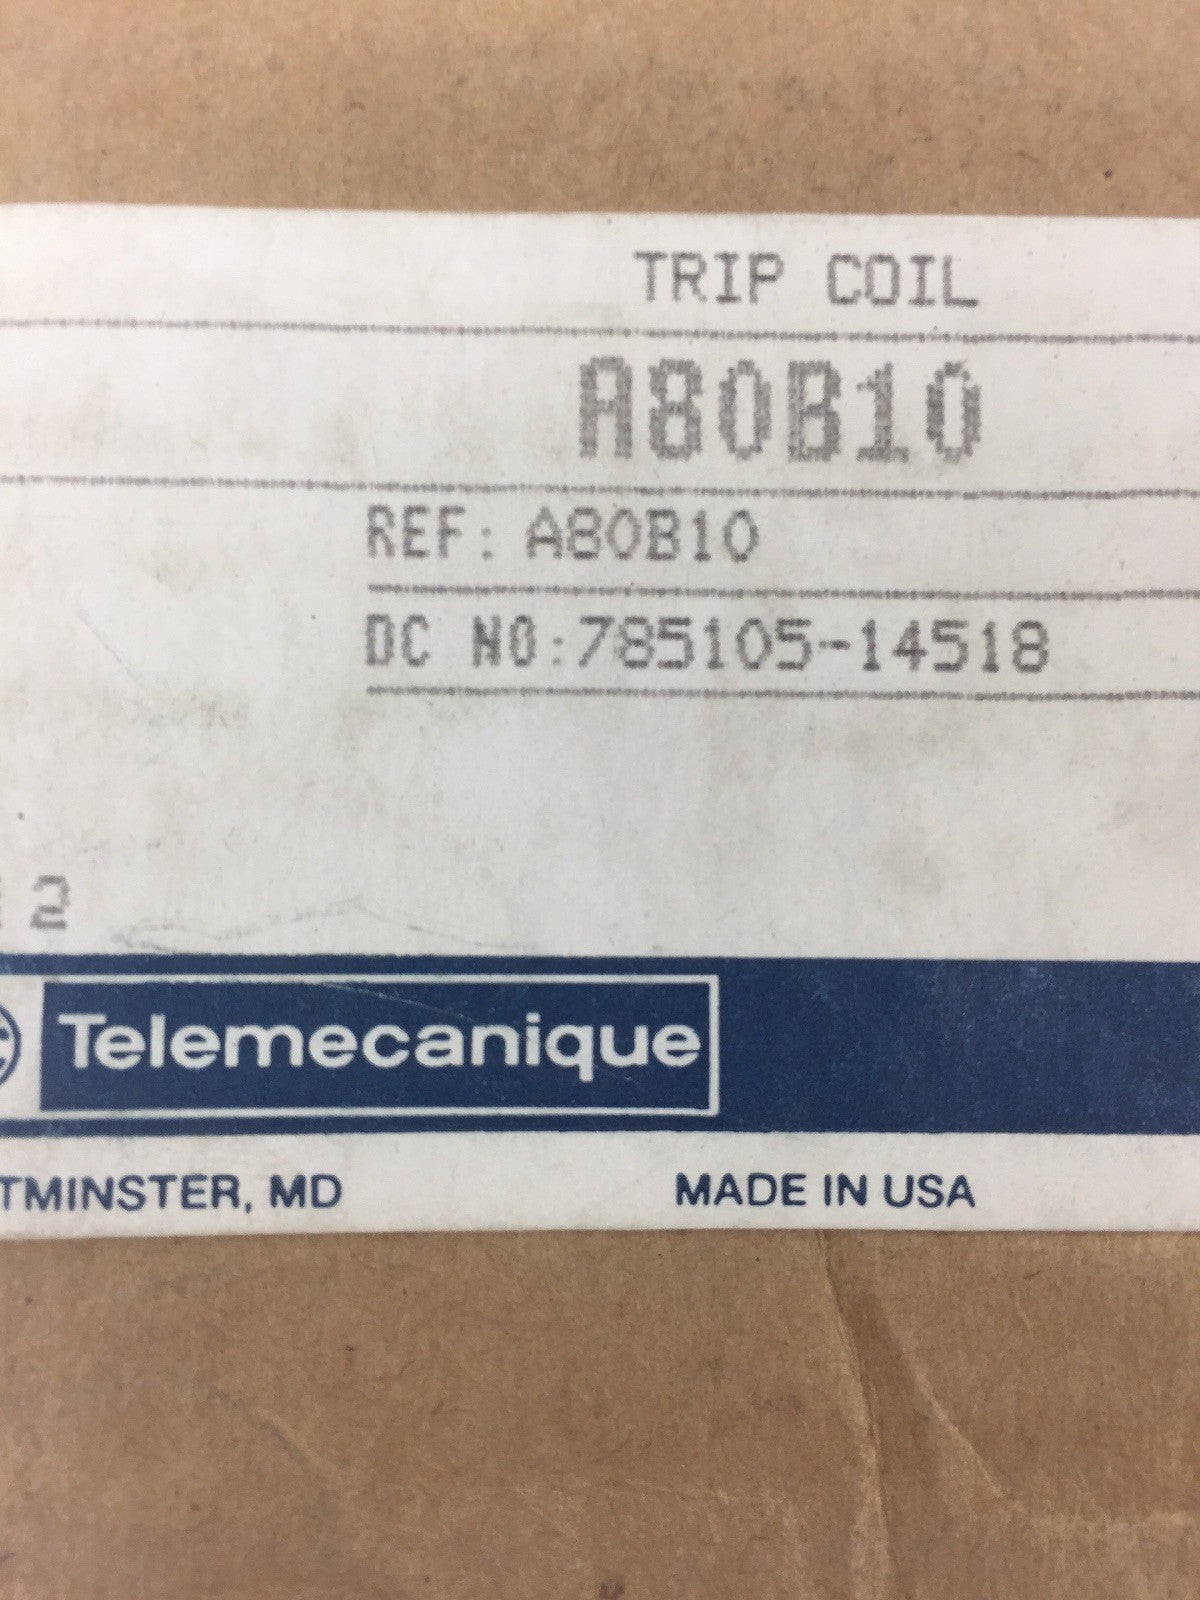 TRIP COIL
A80B10
REF: A80B10
DC NO:785105-14518
2
Telemecanique
TMINSTER, MD
MADE IN USA